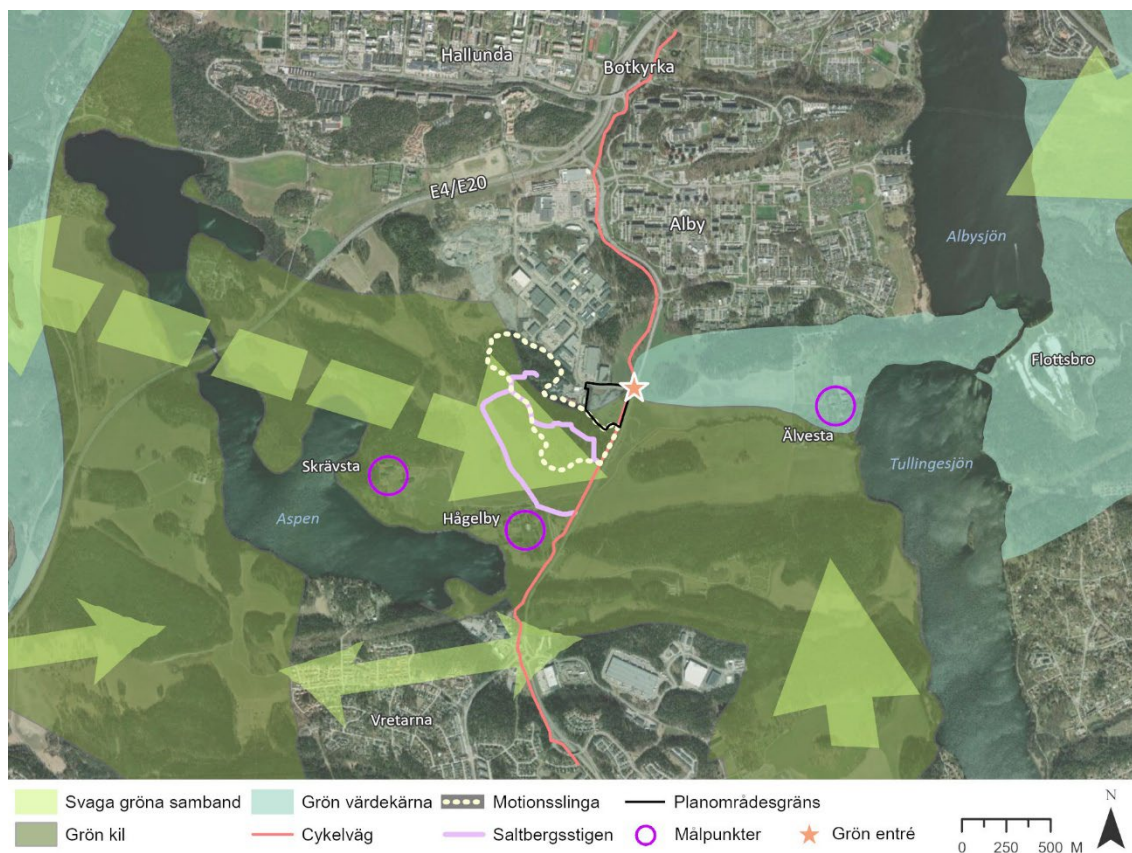 Hallunda
Botkyrka
E4/E20
Alby
Albysjön
Flottsbro
Älvesta
Tullingesjön
Skrävsta
Aspen
Hågelby
Vretarna
Svaga gröna samband
Grön värdekärna
Motionsslinga
Planområdesgräns
N
Grön kil
Cykelväg
Saltbergsstigen
Målpunkter
Grön entré
0 250 500 M